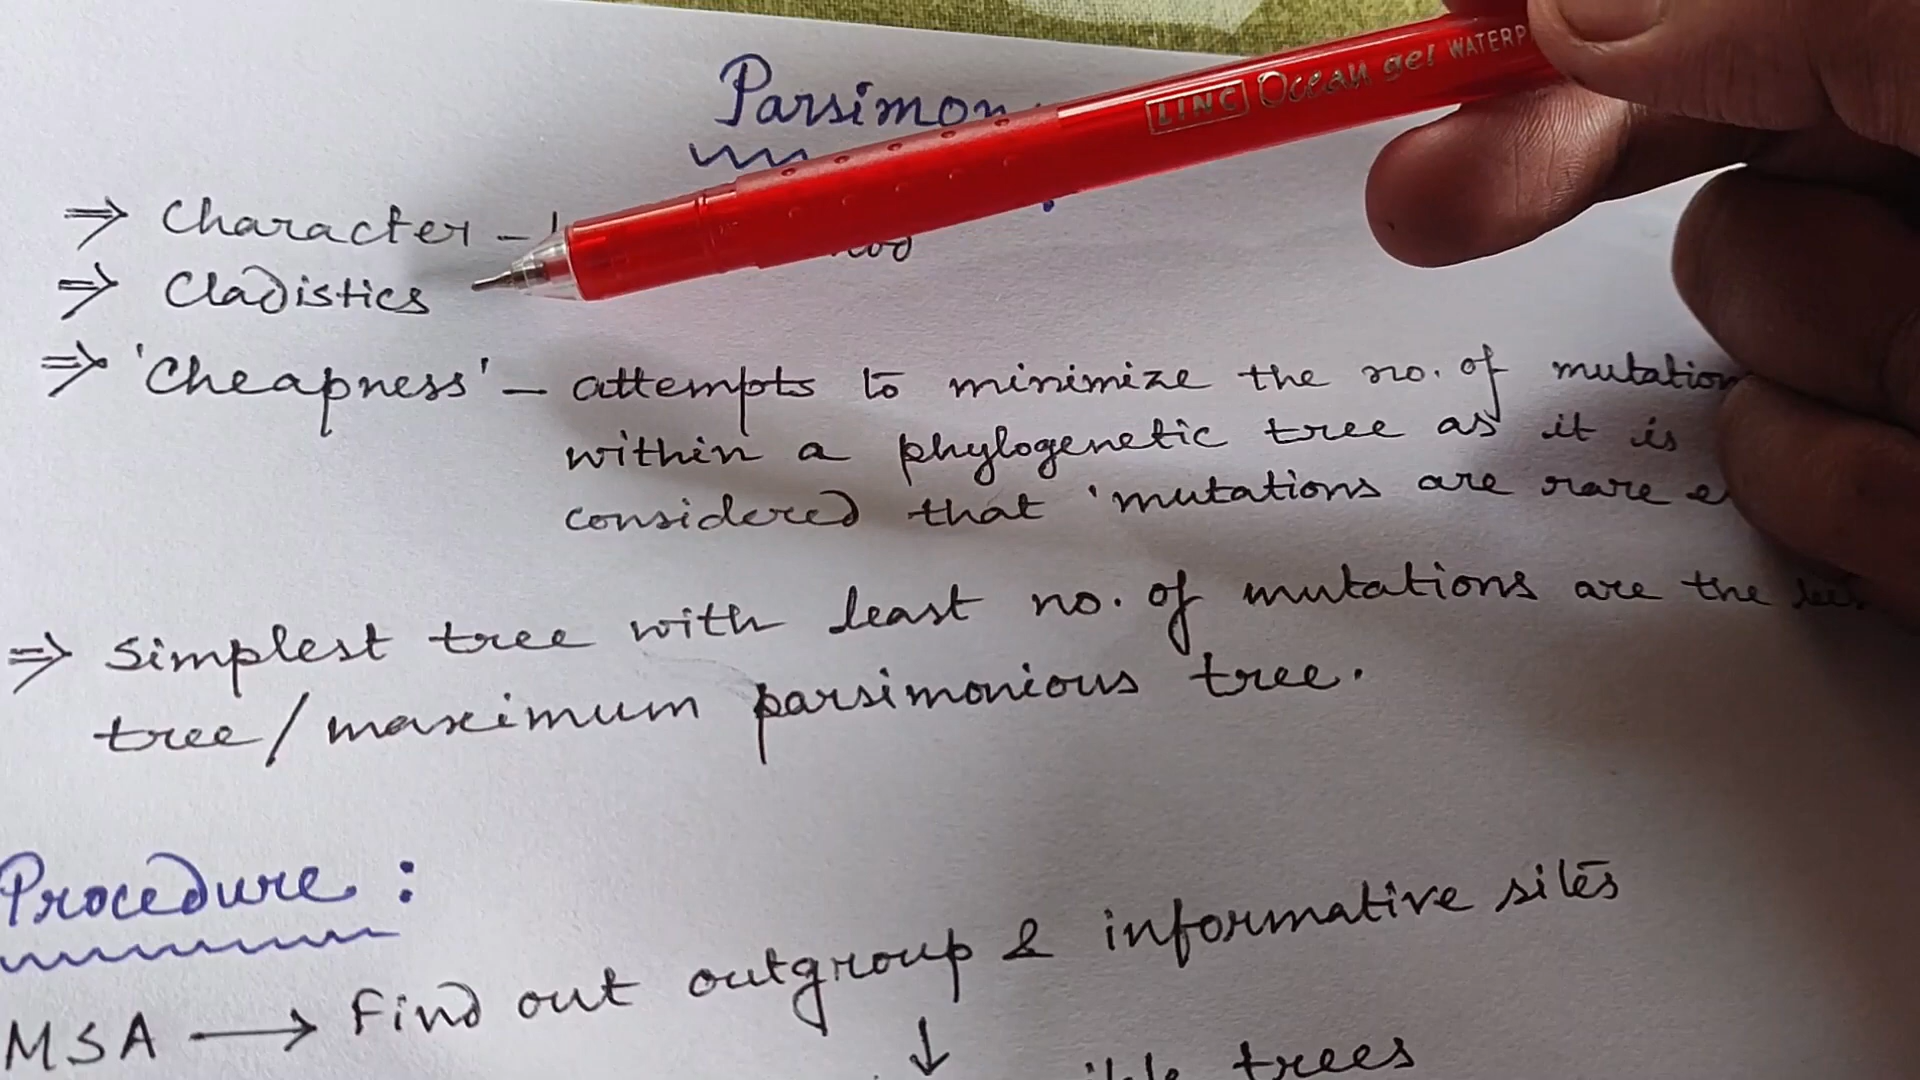 Parsimon
LINC Ocean gel WATERP
⇒ Character -
⇒ Cladistics
⇒ 'Cheapness' - attempts to minimize the no. of mutation
within a phylogenetic tree as it is
considered that 'mutations are rare
⇒ Simplest tree with least no. of mutations are the
tree/maximum parsimonious tree.
Procedure:
MSA → Find out outgroup & informative sites
↓
trees